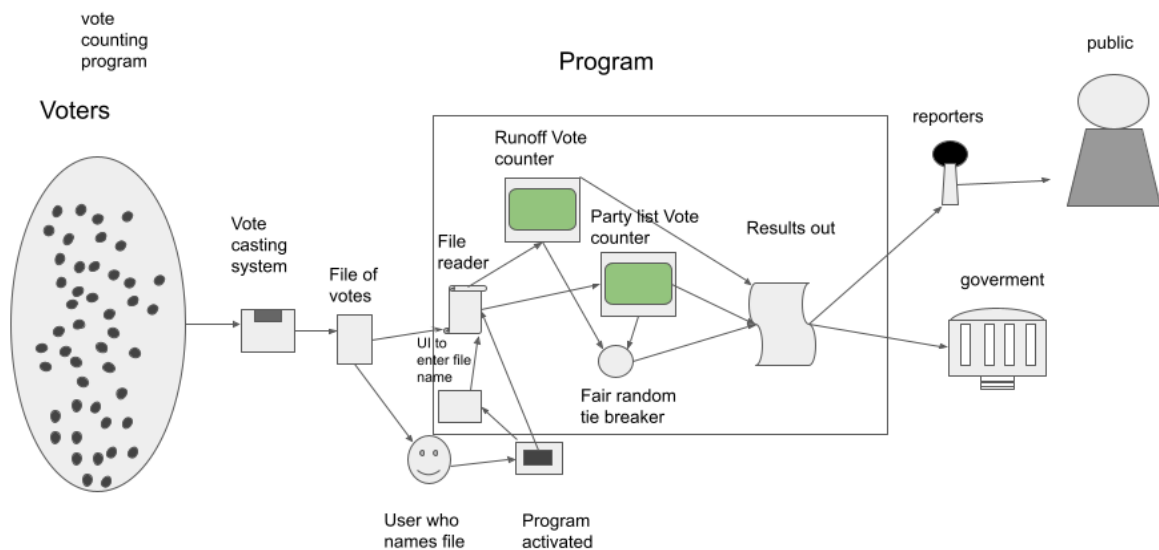 vote
counting
program
Voters
Vote
casting
system
File of
votes
Program
Runoff Vote
counter
Party list Vote
counter
File
reader
UI to
enter file
name
Fair random
tie breaker
Results out
User who
names file
Program
activated
reporters
public
goverment